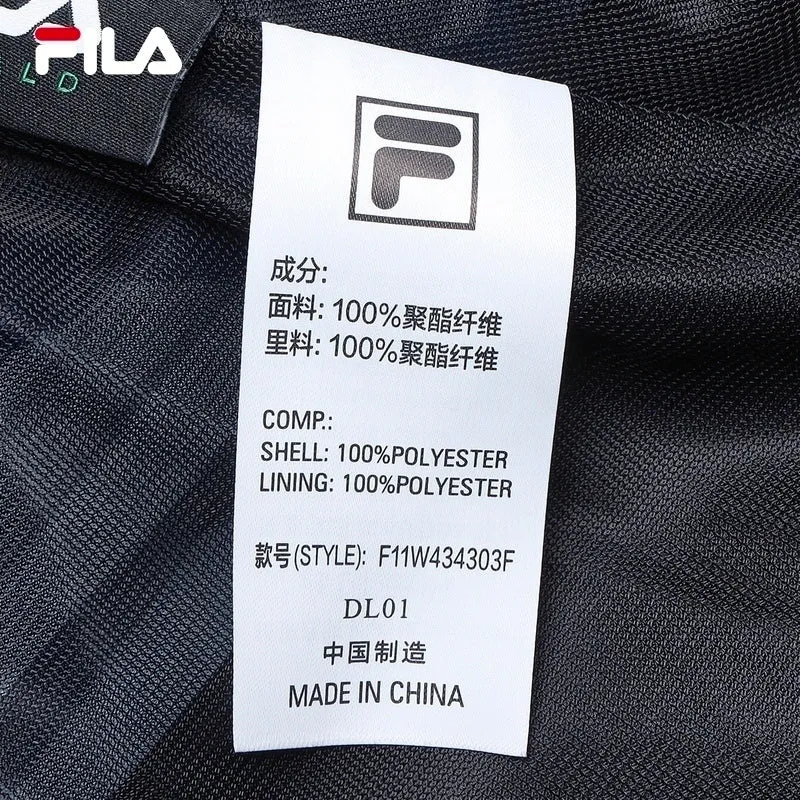 FILA
LD
成分:
面料: 100%聚酯纤维
里料: 100%聚酯纤维
COMP.:
SHELL: 100%POLYESTER
LINING: 100%POLYESTER
款号(STYLE): F11W434303F
DL01
中国制造
MADE IN CHINA